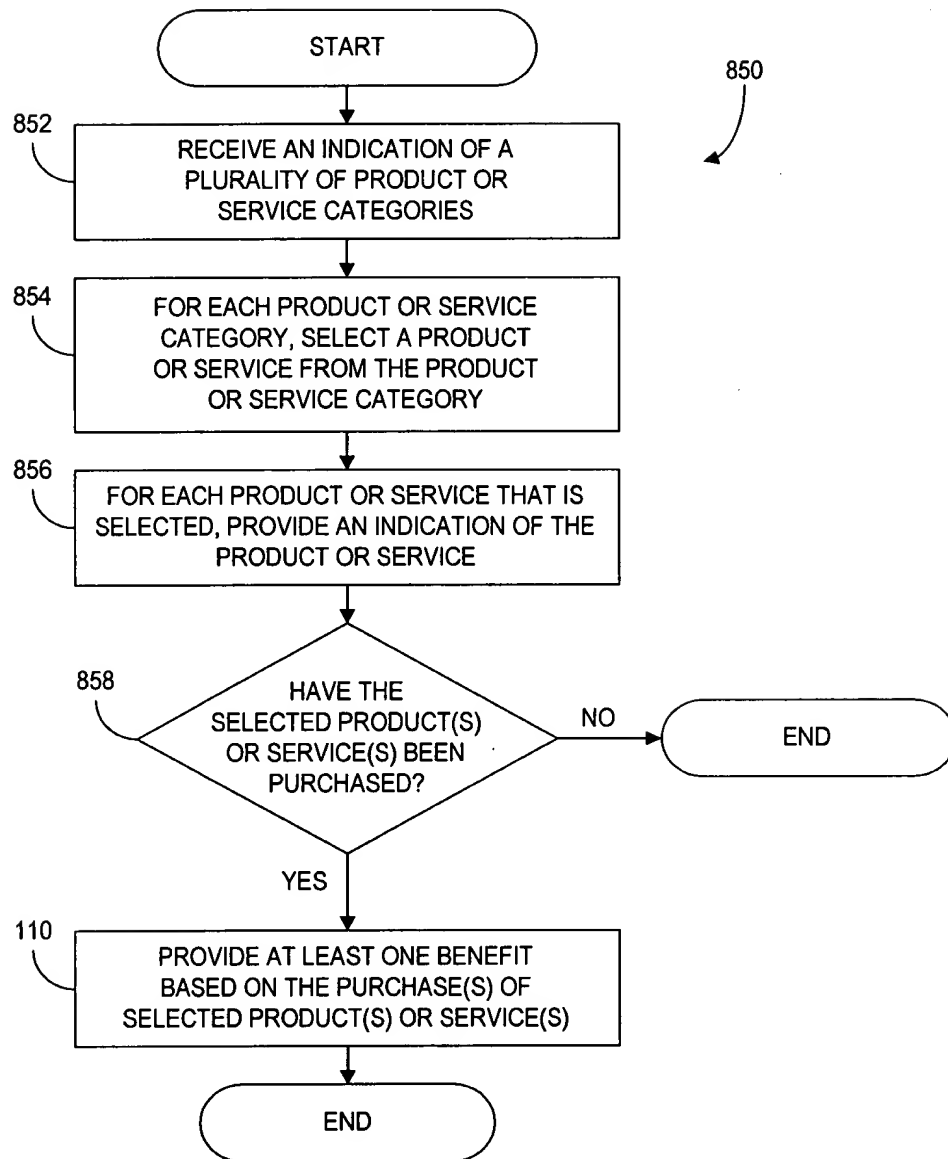 START
850
852
RECEIVE AN INDICATION OF A
PLURALITY OF PRODUCT OR
SERVICE CATEGORIES
854
FOR EACH PRODUCT OR SERVICE
CATEGORY, SELECT A PRODUCT
OR SERVICE FROM THE PRODUCT
OR SERVICE CATEGORY
856
FOR EACH PRODUCT OR SERVICE THAT IS
SELECTED, PROVIDE AN INDICATION OF THE
PRODUCT OR SERVICE
858
HAVE THE
SELECTED PRODUCT(S)
OR SERVICE(S) BEEN
PURCHASED?
NO
END
YES
110
PROVIDE AT LEAST ONE BENEFIT
BASED ON THE PURCHASE(S) OF
SELECTED PRODUCT(S) OR SERVICE(S)
END